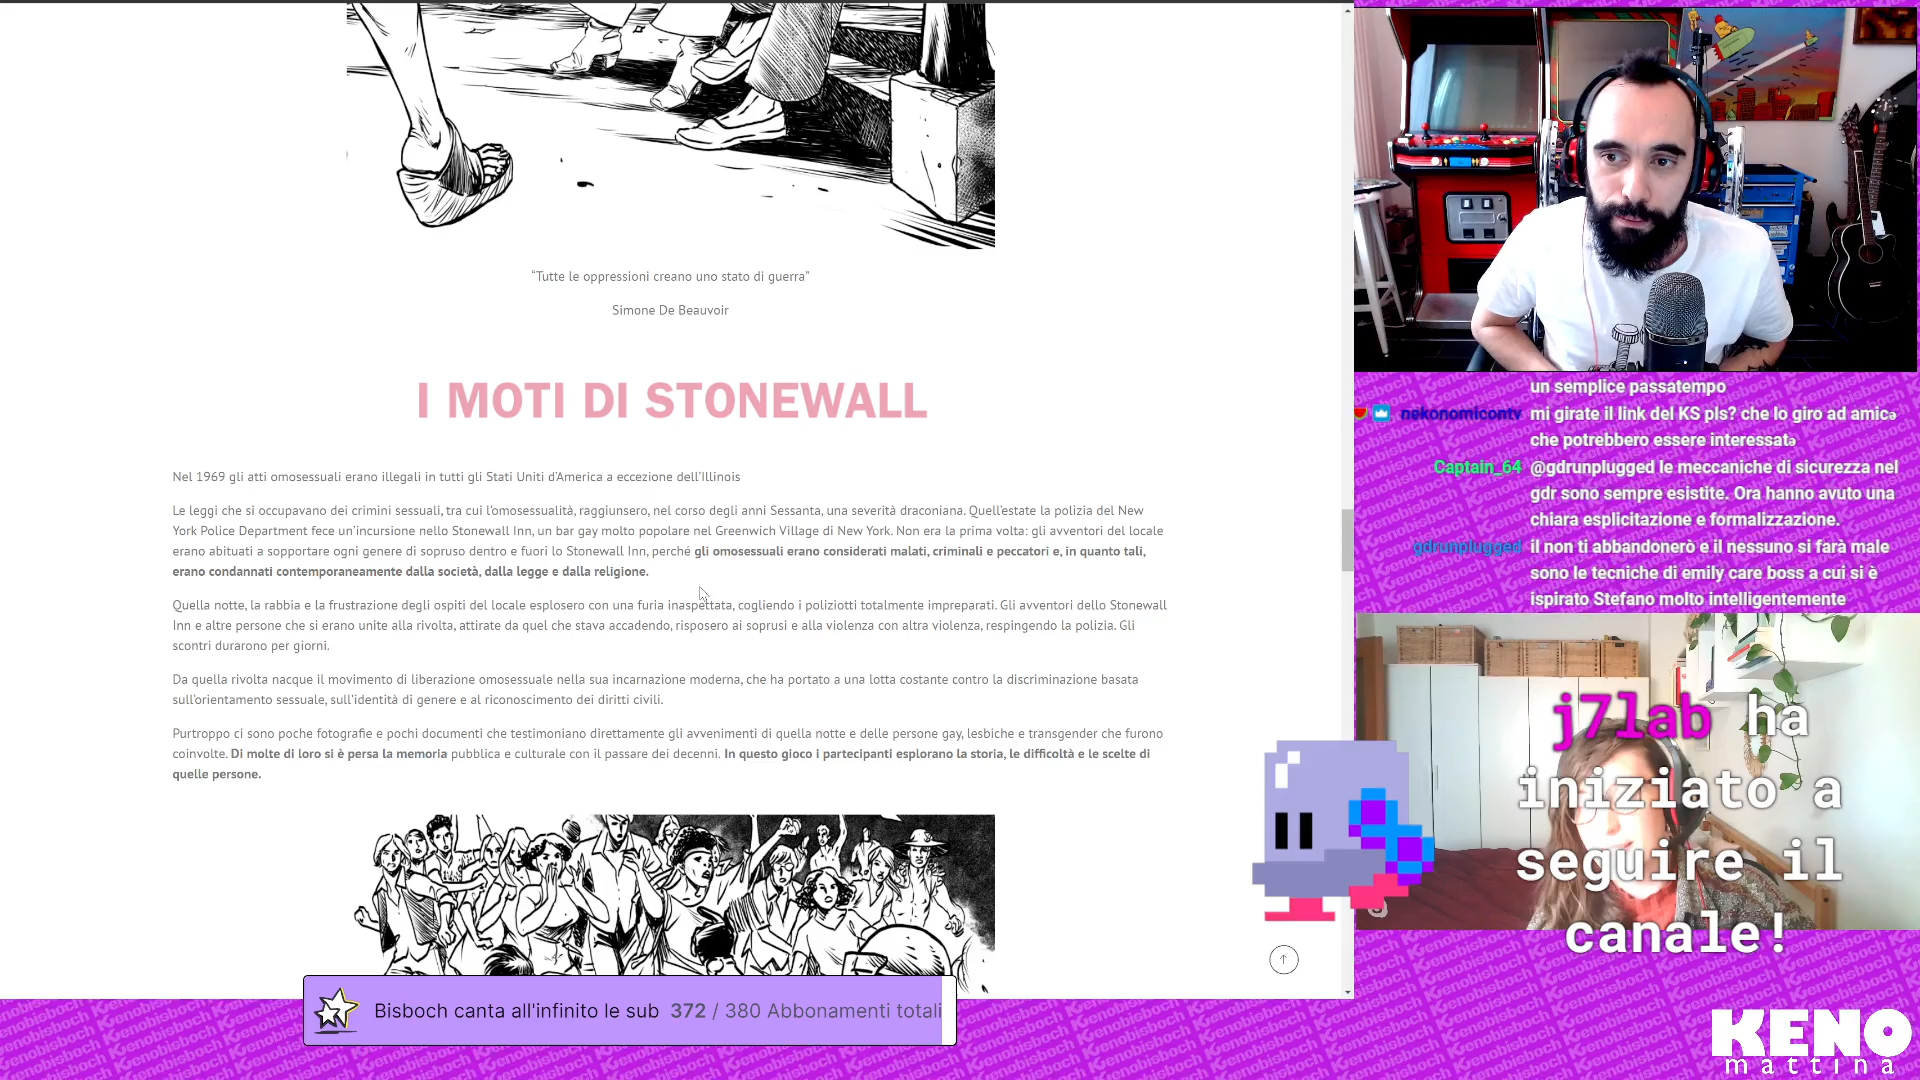 “Tutte le oppressioni creano uno stato di guerra”
Simone De Beauvoir
I MOTI DI STONEWALL
Nel 1969 gli atti omosessuali erano illegali in tutti gli Stati Uniti d’America a eccezione dell’Illinois
Le leggi che si occupavano dei crimini sessuali, tra cui l’omosessualità, raggiunsero, nel corso degli anni Sessanta, una severità draconiana. Quell’estate la polizia del New
York Police Department fece un’incursione nello Stonewall Inn, un bar gay molto popolare nel Greenwich Village di New York. Non era la prima volta: gli avventori del locale
erano abituati a sopportare ogni genere di sopruso dentro e fuori lo Stonewall Inn, perché gli omosessuali erano considerati malati, criminali e peccatori e, in quanto tali,
erano condannati contemporaneamente dalla società, dalla legge e dalla religione.
Quella notte, la rabbia e la frustrazione degli ospiti del locale esplosero con una furia inaspettata, cogliendo i poliziotti totalmente impreparati. Gli avventori dello Stonewall
Inn e altre persone che si erano unite alla rivolta, attirate da quel che stava accadendo, risposero ai soprusi e alla violenza con altra violenza, respingendo la polizia. Gli
scontri durarono per giorni.
Da quella rivolta nacque il movimento di liberazione omosessuale nella sua incarnazione moderna, che ha portato a una lotta costante contro la discriminazione basata
sull’orientamento sessuale, sull’identità di genere e al riconoscimento dei diritti civili.
Purtroppo ci sono poche fotografie e pochi documenti che testimoniano direttamente gli avvenimenti di quella notte e delle persone gay, lesbiche e transgender che furono
coinvolte. Di molte di loro si è persa la memoria pubblica e culturale con il passare dei decenni. In questo gioco i partecipanti esplorano la storia, le difficoltà e le scelte di
quelle persone.
Bisboch canta all'infinito le sub 372 / 380 Abbonamenti totali
un semplice passatempo
nekonomicontv mi girate il link del KS pls? che lo giro ad amicə
che potrebbero essere interessatə
Captain_64 @gdrunplugged le meccaniche di sicurezza nel
gdr sono sempre esistite. Ora hanno avuto una
chiara esplicitazione e formalizzazione.
gdrunplugged il non ti abbandonerò e il nessuno si farà male
sono le tecniche di emily care boss a cui si è
ispirato Stefano molto intelligentemente
j7lab ha
iniziato a
seguire il
canale!
KENO
mattina
Kenobisboch